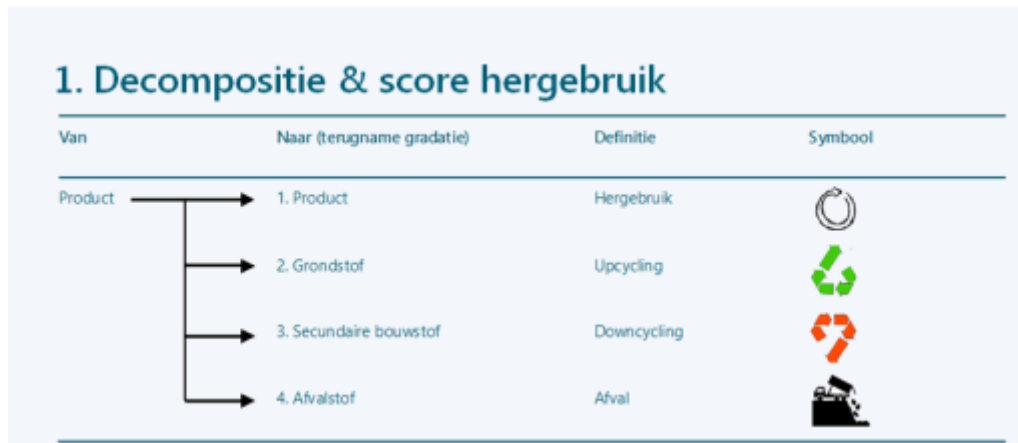 1. Decompositie & score hergebruik
Van Naar (terugname gradatie) Definitie Symbool
Product 1. Product Hergebruik
2. Grondstof Upcycling
3. Secundaire bouwstof Downcycling
4. Afvalstof Afval